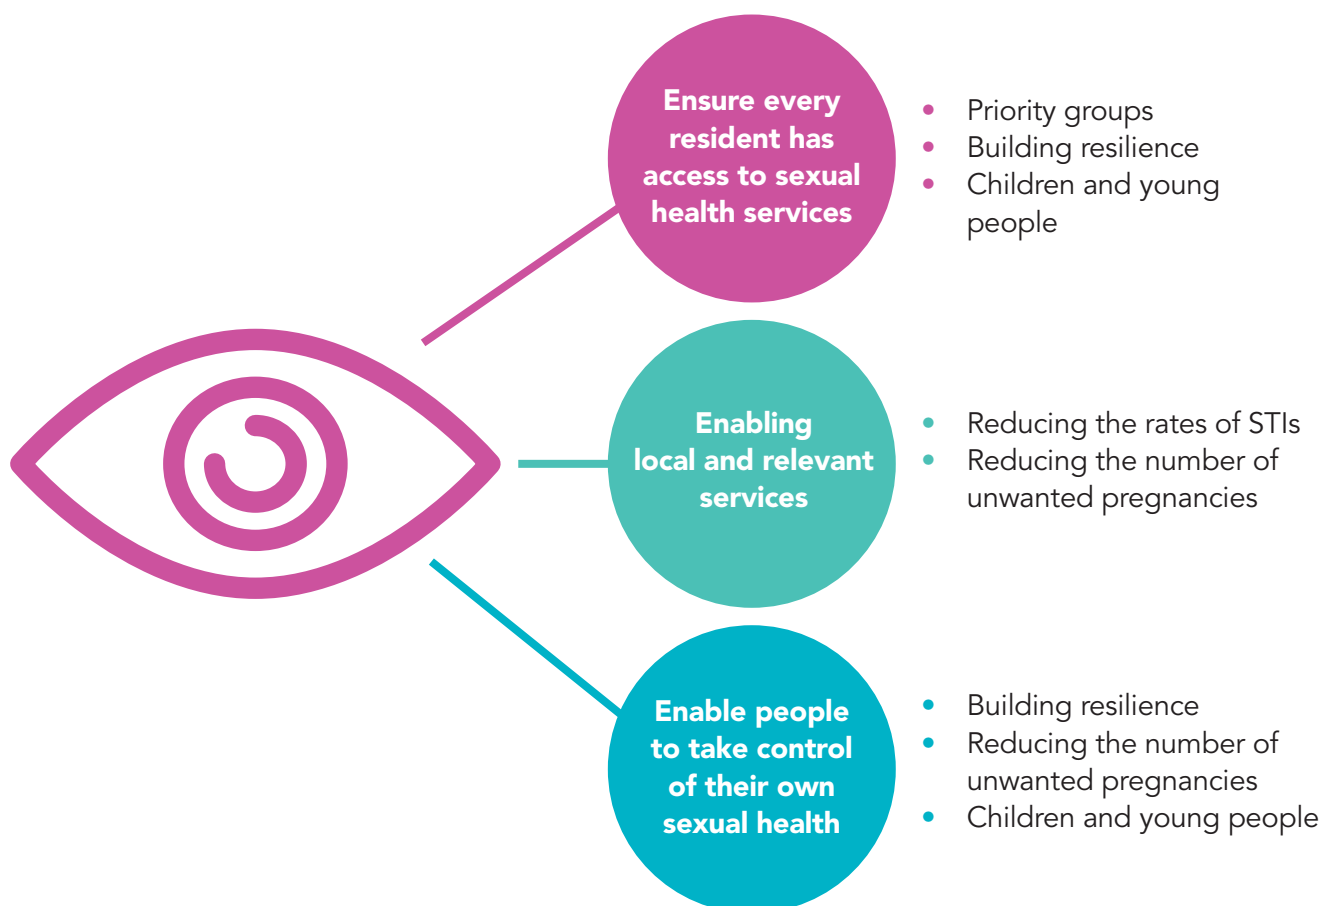 Ensure every
resident has
access to sexual
health services
• Priority groups
• Building resilience
• Children and young
people
Enabling
local and relevant
services
• Reducing the rates of STIs
• Reducing the number of
unwanted pregnancies
Enable people
to take control
of their own
sexual health
• Building resilience
• Reducing the number of
unwanted pregnancies
• Children and young people